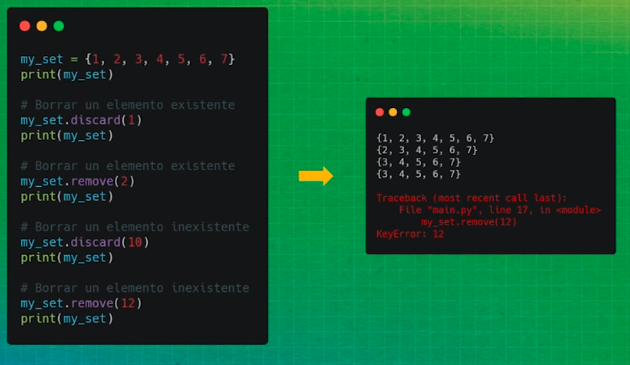 my_set = {1, 2, 3, 4, 5, 6, 7}
print(my_set)
# Borrar un elemento existente
my_set.discard(1)
print(my_set)
# Borrar un elemento existente
my_set.remove(2)
print(my_set)
# Borrar un elemento inexistente
my_set.discard(10)
print(my_set)
# Borrar un elemento inexistente
my_set.remove(12)
print(my_set)
{1, 2, 3, 4, 5, 6, 7}
{2, 3, 4, 5, 6, 7}
{3, 4, 5, 6, 7}
{3, 4, 5, 6, 7}
Traceback (most recent call last):
File "main.py", line 17, in <module>
my_set.remove(12)
KeyError: 12